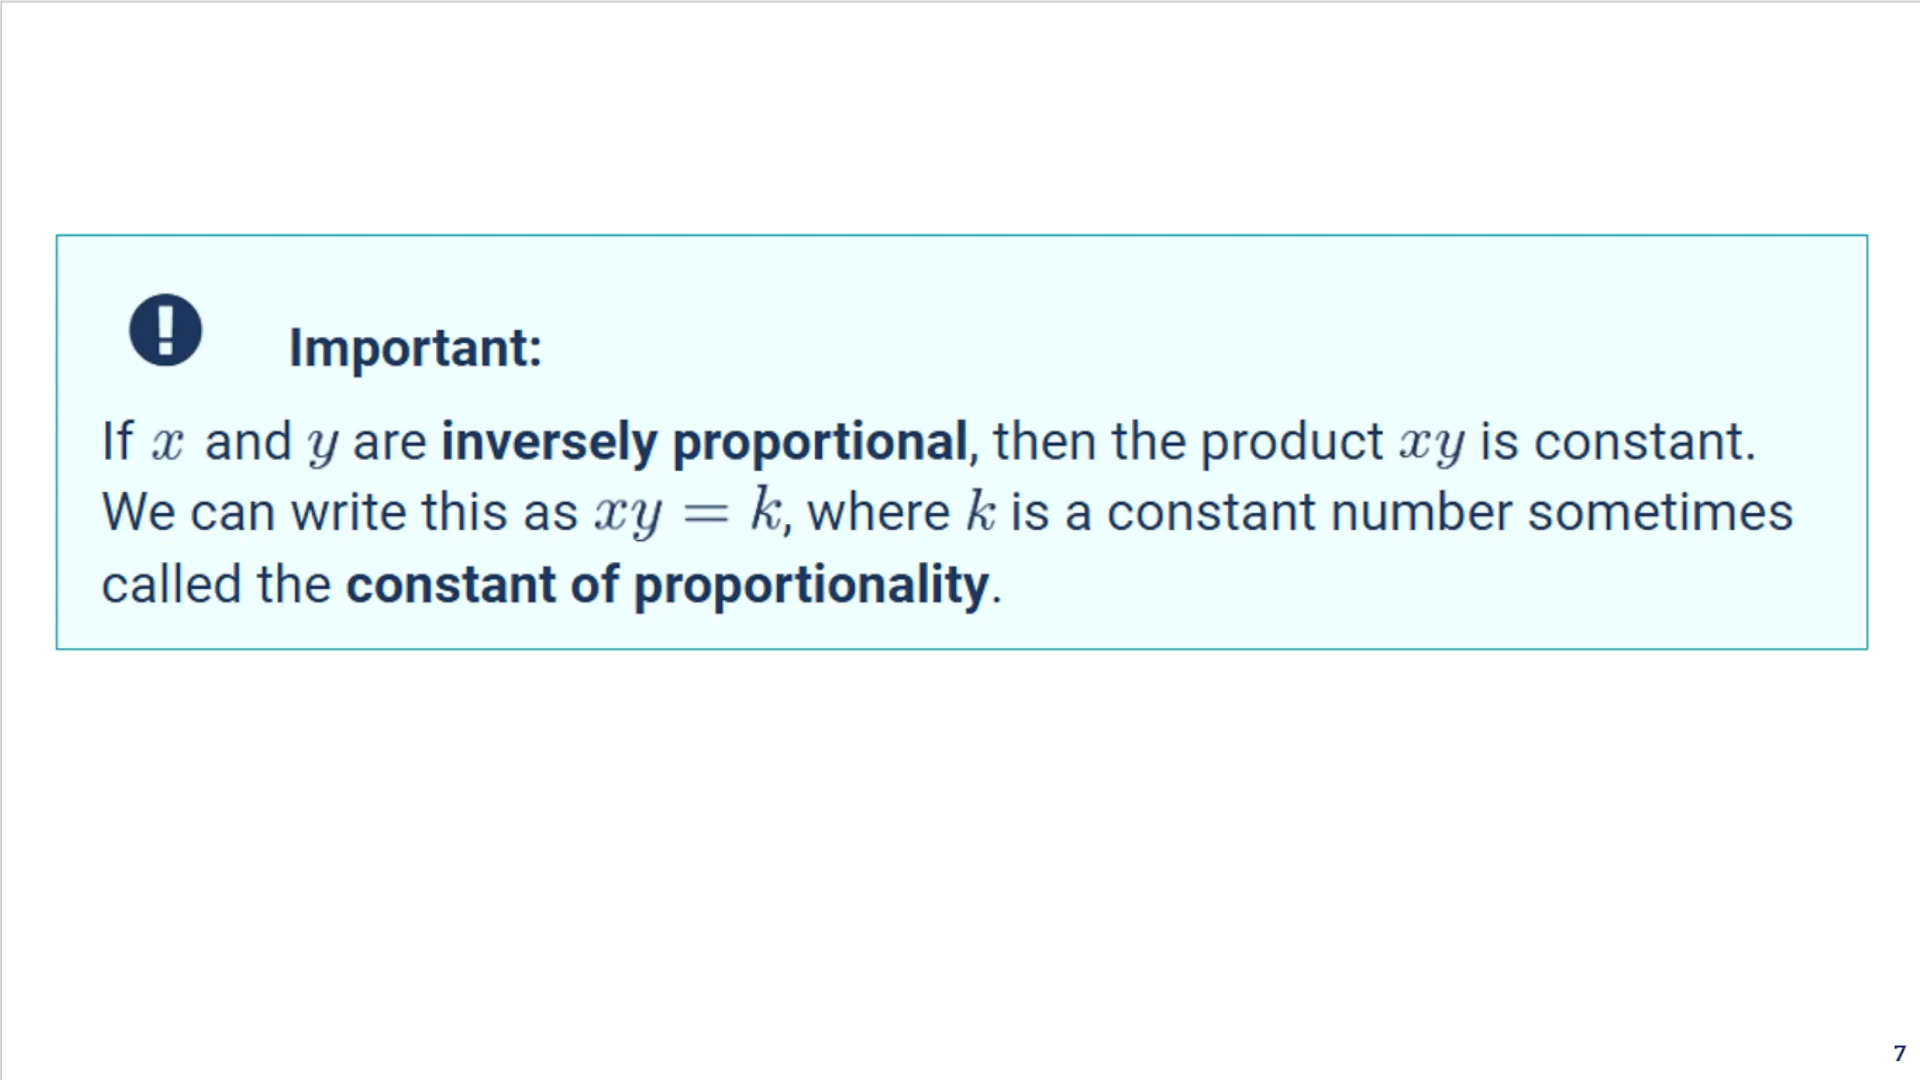 Important:
If x and y are inversely proportional, then the product xy is constant.
We can write this as xy = k, where k is a constant number sometimes
called the constant of proportionality.
7